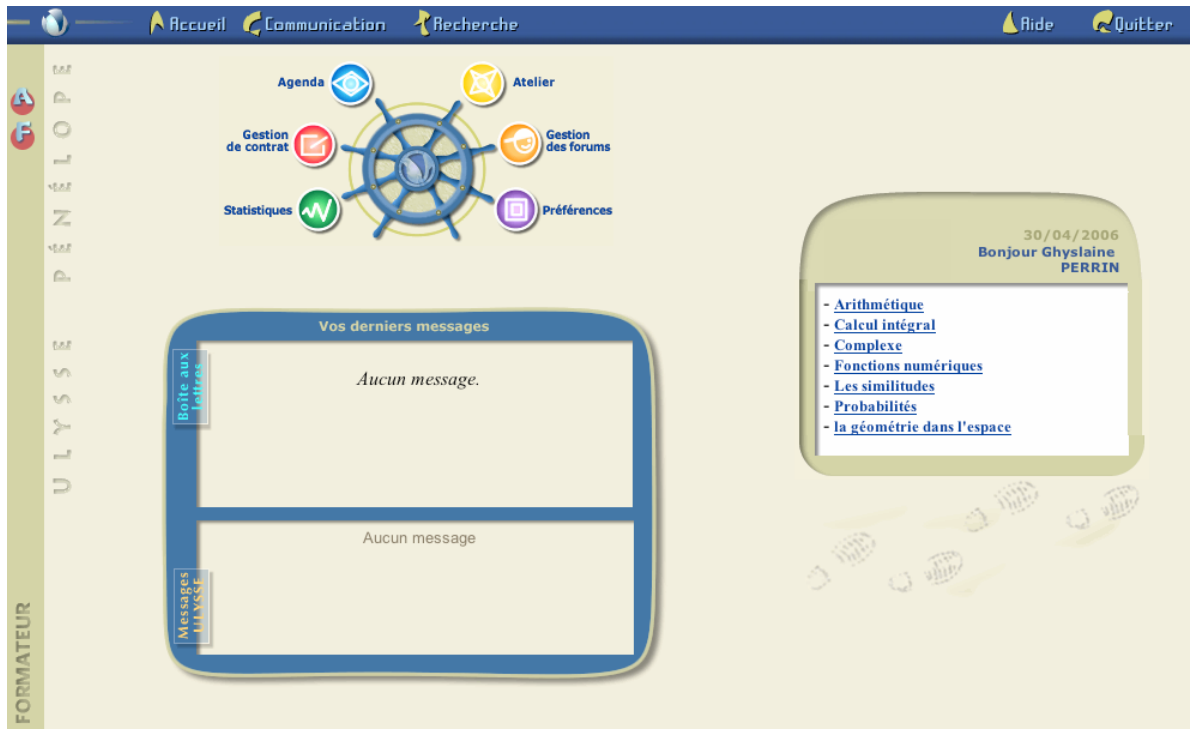 Accueil Communication Recherche Aide Quitter
A
F
ULYSSE PÉNÉLOPE
FORMATEUR
Agenda
Atelier
Gestion
de contrat
Gestion
des forums
Statistiques
Préférences
30/04/2006
Bonjour Ghyslaine
PERRIN
- Arithmétique
- Calcul intégral
- Complexe
- Fonctions numériques
- Les similitudes
- Probabilités
- la géométrie dans l'espace
Vos derniers messages
Boîte aux
lettres
Aucun message.
Messages
ULYSSE
Aucun message